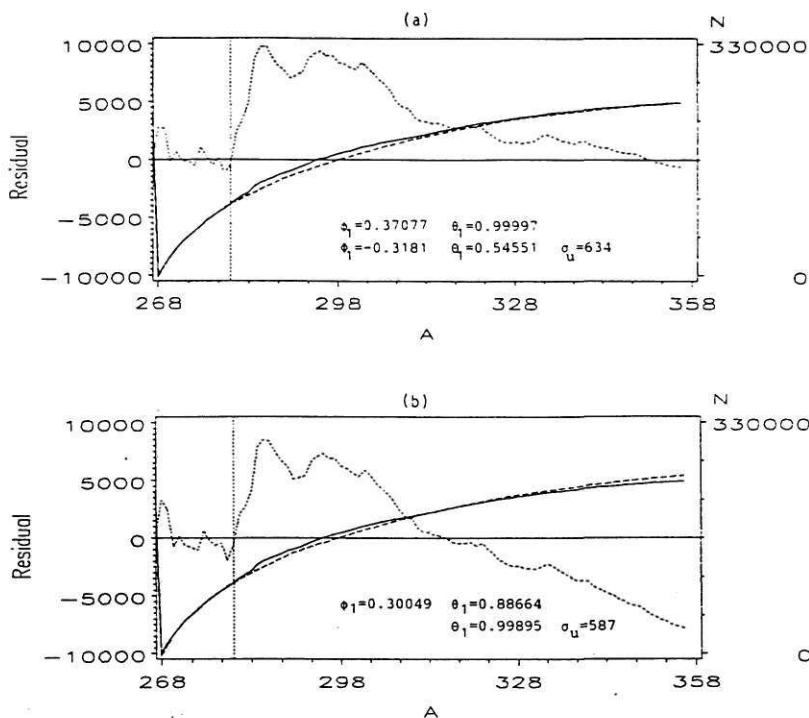 (a)
N
10000
330000
5000
0
Residual
-5000
ϕ₁=0.37077 θ₁=0.99997
ϕ₁=-0.3181 θ₁=0.54551 σᵤ=634
-10000
0
268 298 328 358
A
(b)
N
10000
330000
5000
0
Residual
-5000
ϕ₁=0.30049 θ₁=0.88664
θ₁=0.99895 σᵤ=587
-10000
0
268 298 328 358
A